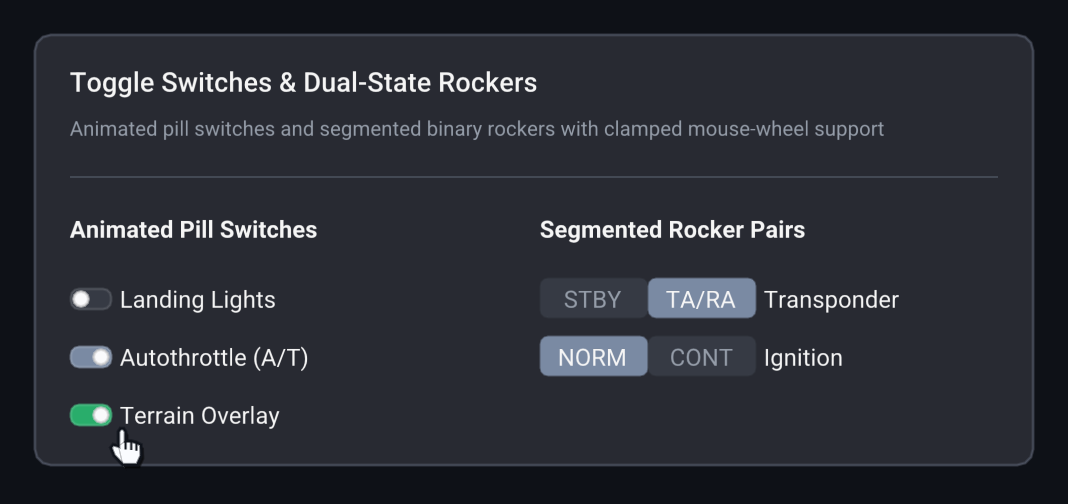 Toggle Switches & Dual-State Rockers
Animated pill switches and segmented binary rockers with clamped mouse-wheel support
Animated Pill Switches
Landing Lights
Autothrottle (A/T)
Terrain Overlay
Segmented Rocker Pairs
STBY TA/RA Transponder
NORM CONT Ignition